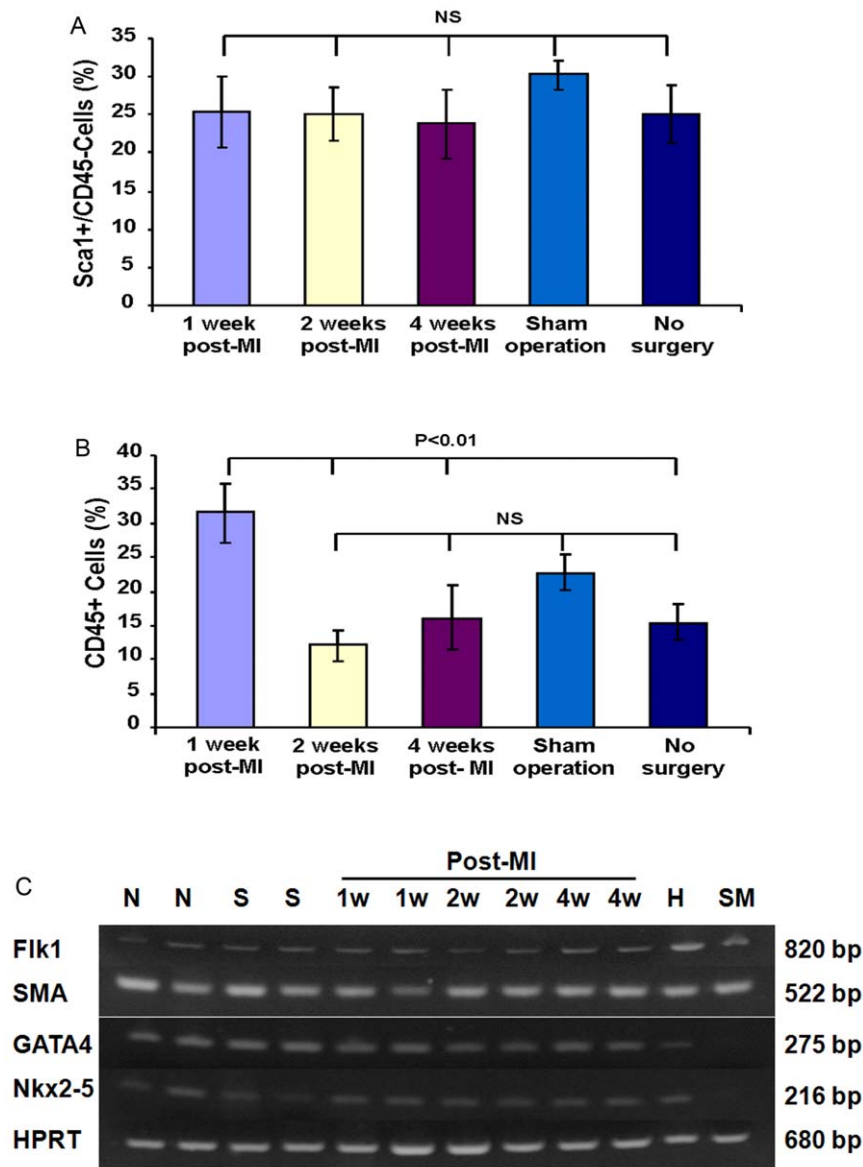 A
NS
Sca1+/CD45-Cells (%)
35
30
25
20
15
10
5
0
1 week post-MI
2 weeks post-MI
4 weeks post-MI
Sham operation
No surgery
B
P<0.01
NS
CD45+ Cells (%)
40
35
30
25
20
15
10
5
0
1 week post-MI
2 weeks post-MI
4 weeks post- MI
Sham operation
No surgery
C
Post-MI
N N S S 1w 1w 2w 2w 4w 4w H SM
Flk1 820 bp
SMA 522 bp
GATA4 275 bp
Nkx2-5 216 bp
HPRT 680 bp